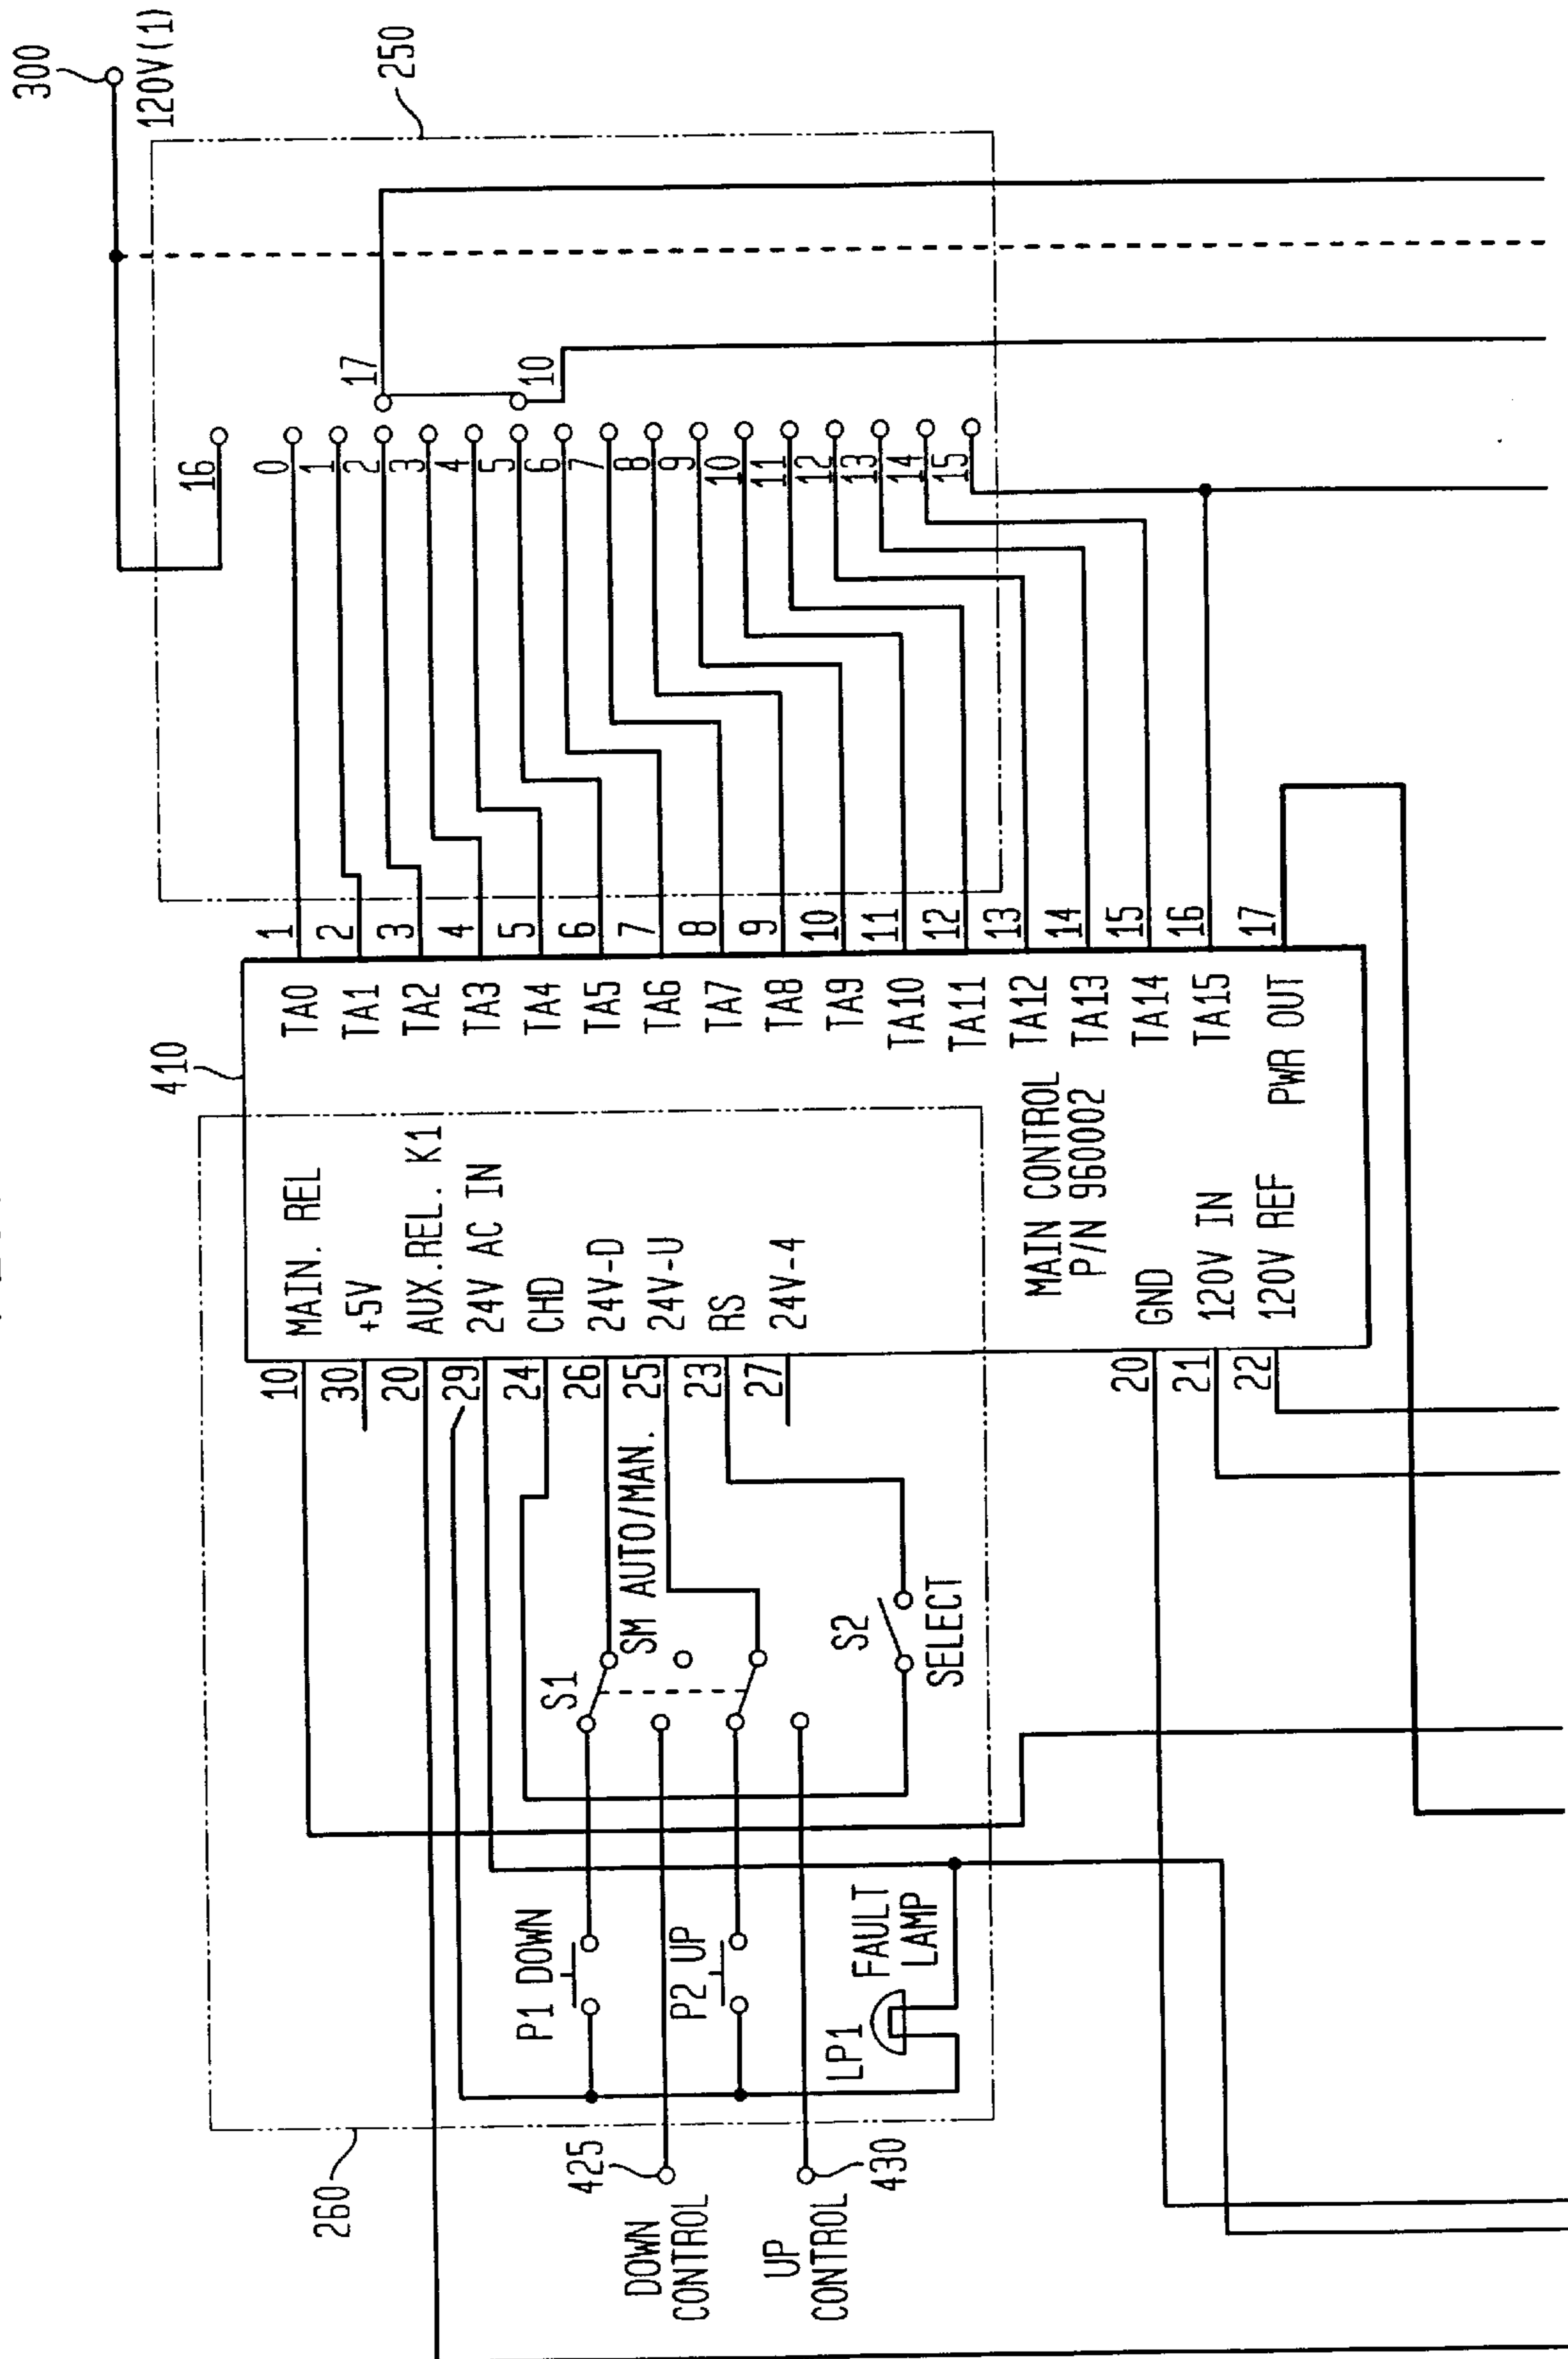 300
120V(1)
250
16
17
10
0
1
2
3
4
5
6
7
8
9
10
11
12
13
14
15
1
2
3
4
5
6
7
8
9
10
11
12
13
14
15
16
17
410
TA0
TA1
TA2
TA3
TA4
TA5
TA6
TA7
TA8
TA9
TA10
TA11
TA12
TA13
TA14
TA15
PWR OUT
MAIN. REL
+5V
AUX.REL. K1
24V AC IN
CHD
24V-D
24V-U
RS
24V-4
MAIN CONTROL
P/N 960002
GND
120V IN
120V REF
10
30
20
29
24
26
25
23
27
20
21
22
SM AUTO/MAN.
S1
S2
SELECT
P1 DOWN
P2 UP
LP1
FAULT
LAMP
260
425
DOWN
CONTROL
430
UP
CONTROL